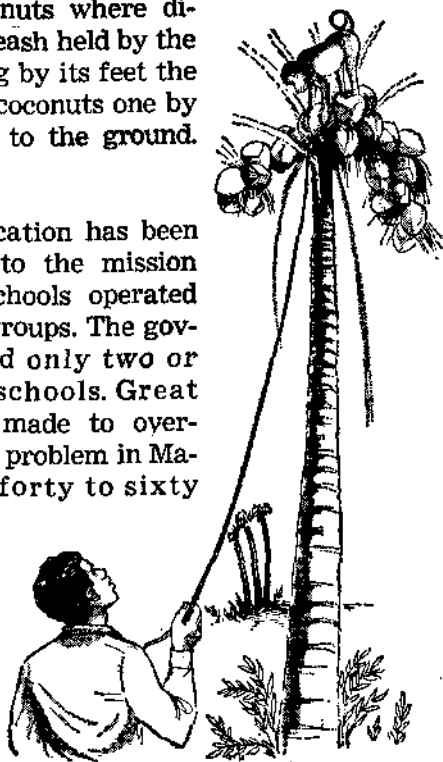 nuts where di-
eash held by the
g by its feet the
coconuts one by
to the ground.
cation has been
to the mission
chools operated
roups. The gov-
d only two or
schools. Great
made to over-
problem in Ma-
forty to sixty